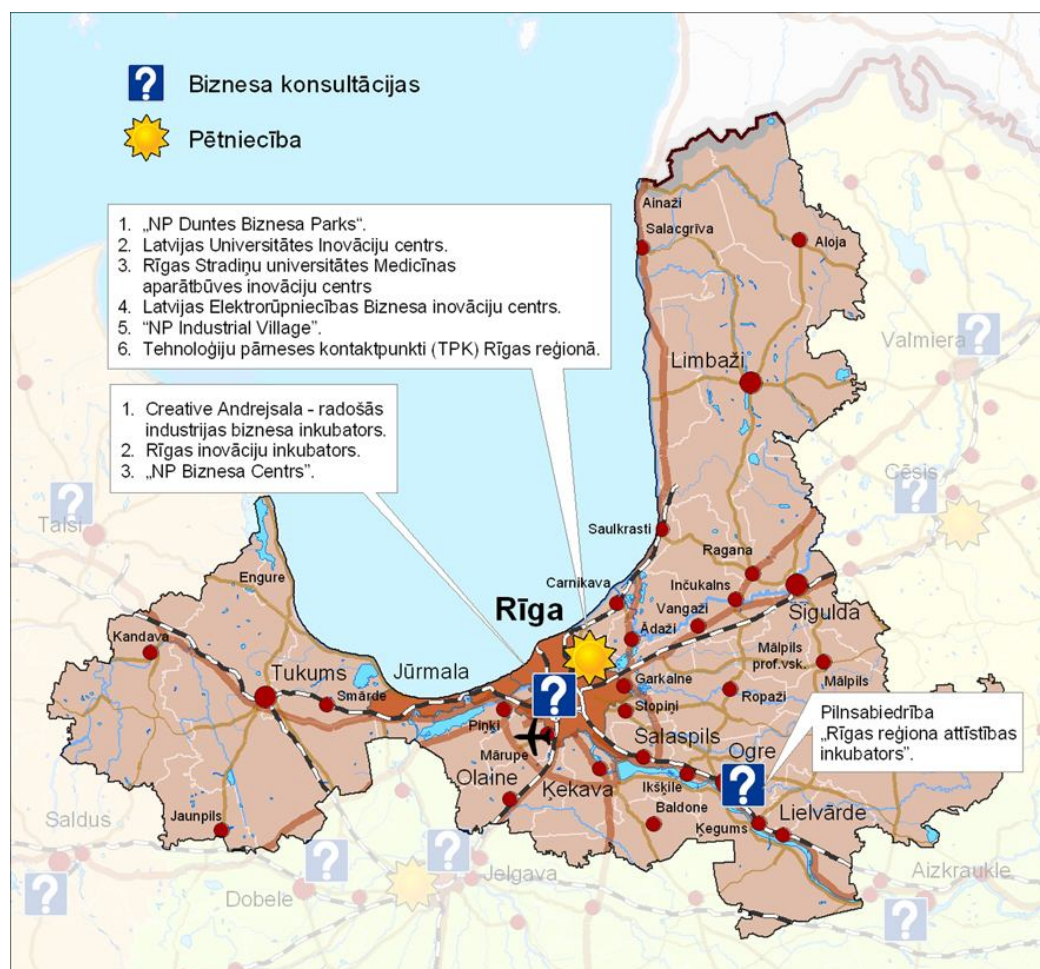 Biznesa konsultācijas
Pētniecība
1. „NP Duntes Biznesa Parks“.
2. Latvijas Universitātes Inovāciju centrs.
3. Rīgas Stradiņu universitātes Medicīnas
aparātbūves inovāciju centrs
4. Latvijas Elektrorūpniecības Biznesa inovāciju centrs.
5. “NP Industrial Village”.
6. Tehnoloģiju pārneses kontaktpunkti (TPK) Rīgas reģionā.
1. Creative Andrejsala - radošās
industrijas biznesa inkubators.
2. Rīgas inovāciju inkubators.
3. „NP Biznesa Centrs”.
Ainaži
Salacgrīva
Aloja
Valmiera
Limbaži
Cēsis
Talsi
Saulkrasti
Ragana
Engure
Carnikava
Inčukalns
Rīga
Vangaži
Sigulda
Ādaži
Kandava
Mālpils
prof.vsk.
Tukums
Jūrmala
Garkalne
Mālpils
Smārde
Ropaži
Stopiņi
Piņķi
Pilnsabiedrība
„Rīgas reģiona attīstības
inkubators”.
Salaspils
Ogre
Mārupe
Olaine
Ķekava
Ikšķile
Baldone
Lielvārde
Jaunpils
Ķegums
Saldus
Dobele
Jelgava
Aizkraukle